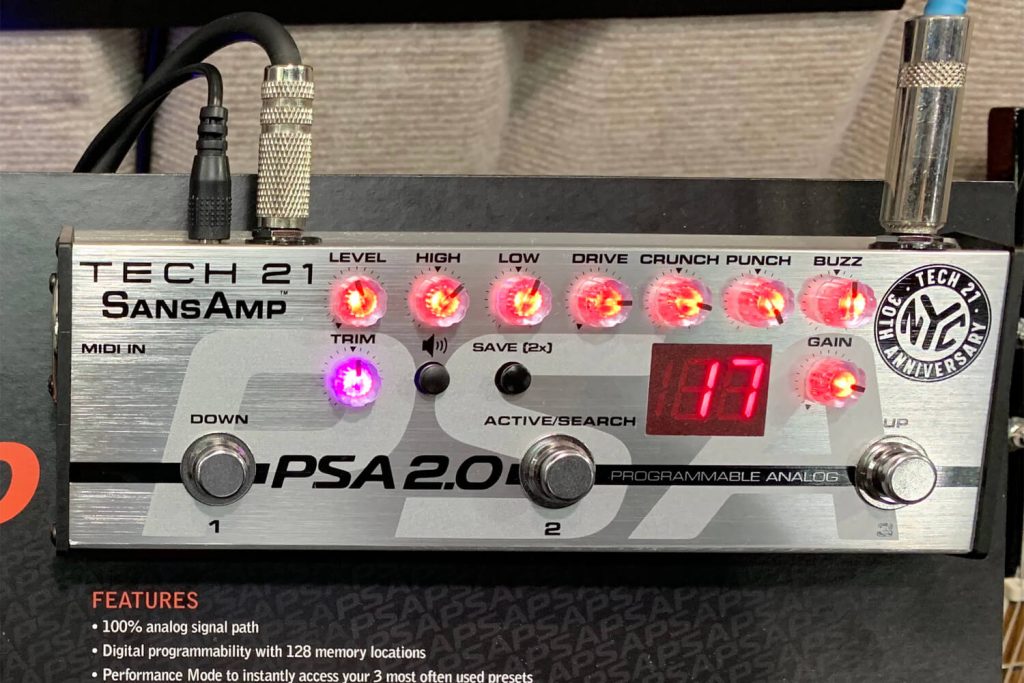 TECH 21
SANSAMP™
MIDI IN
LEVEL HIGH LOW DRIVE CRUNCH PUNCH BUZZ
TRIM SAVE (2x) GAIN
17
TECH 21 · NYC · 30TH ANNIVERSARY
DOWN ACTIVE/SEARCH UP
PSA
PSA 2.0 PROGRAMMABLE ANALOG
1 2 3
FEATURES
• 100% analog signal path
• Digital programmability with 128 memory locations
• Performance Mode to instantly access your 3 most often used presets